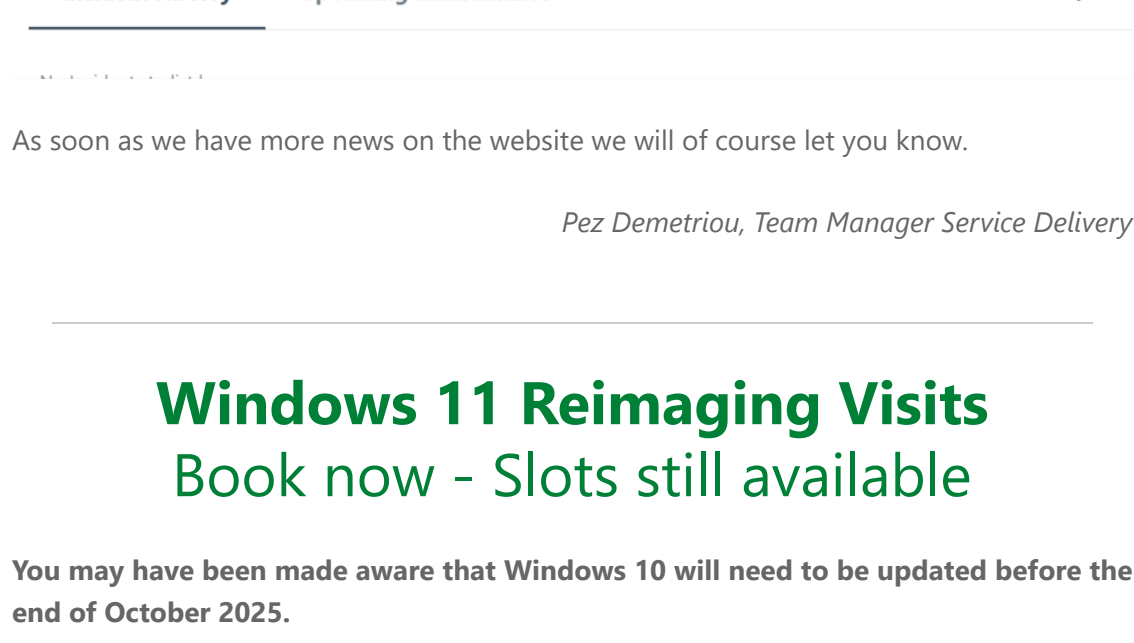 As soon as we have more news on the website we will of course let you know.
Pez Demetriou, Team Manager Service Delivery
Windows 11 Reimaging Visits
Book now - Slots still available
You may have been made aware that Windows 10 will need to be updated before the
end of October 2025.